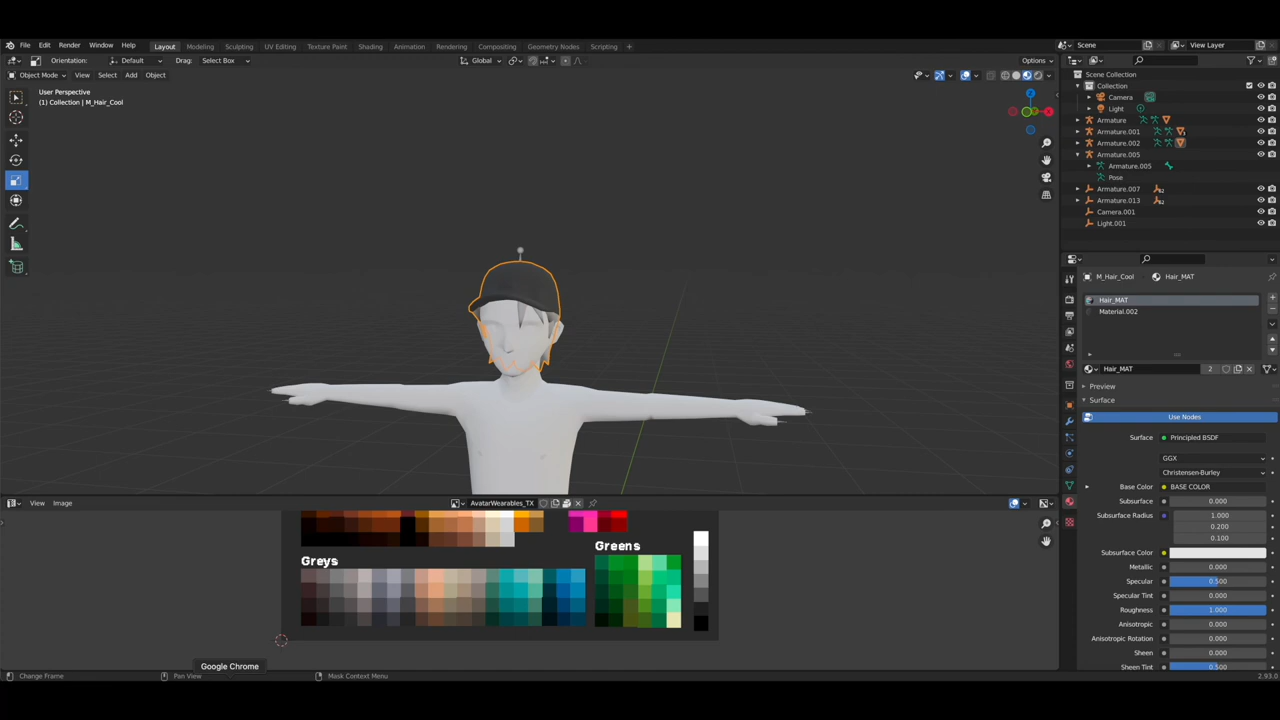 File Edit Render Window Help Layout Modeling Sculpting UV Editing Texture Paint Shading Animation Rendering Compositing Geometry Nodes Scripting + Scene View Layer
Orientation: Default Drag: Select Box Global Options
Object Mode View Select Add Object
User Perspective
(1) Collection | M_Hair_Cool
Z
X
Scene Collection
Collection
Camera
Light
Armature
Armature.001
Armature.002
Armature.005
Armature.005
Pose
Armature.007
Armature.013
Camera.001
Light.001
M_Hair_Cool Hair_MAT
Hair_MAT
Material.002
Hair_MAT 2
Preview
Surface
Use Nodes
Surface Principled BSDF
GGX
Christensen-Burley
Base Color BASE COLOR
Subsurface 0.000
Subsurface Radius 1.000
0.200
0.100
Subsurface Color
Metallic 0.000
Specular 0.500
Specular Tint 0.000
Roughness 1.000
Anisotropic 0.000
Anisotropic Rotation 0.000
Sheen 0.000
Sheen Tint 0.500
View Image AvatarWearables_TX
Greens
Greys
Google Chrome
Change Frame Pan View Mask Context Menu 2.93.0